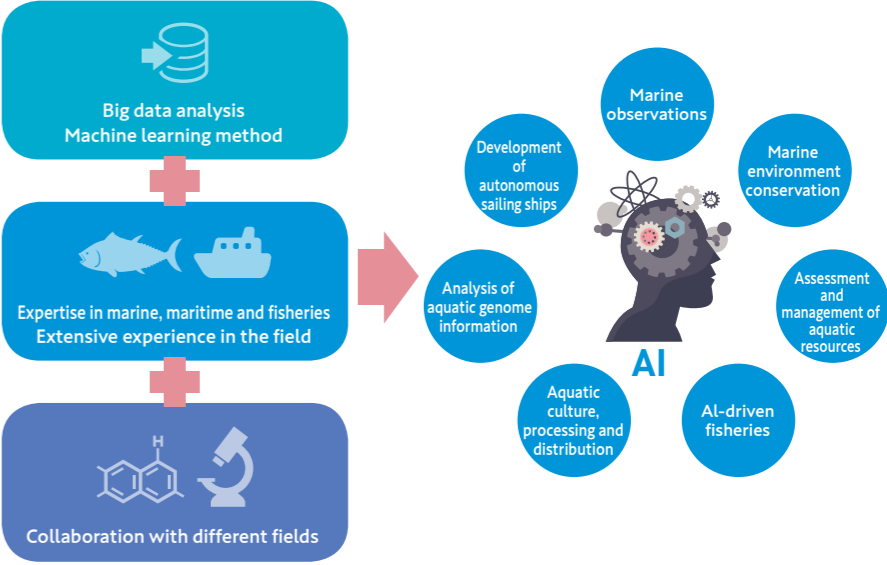 Big data analysis
Machine learning method
Expertise in marine, maritime and fisheries
Extensive experience in the field
H
Collaboration with different fields
Marine
observations
Development
of
autonomous
sailing ships
Marine
environment
conservation
Analysis of
aquatic genome
information
Assessment
and
management of
aquatic
resources
AI
Aquatic
culture,
processing and
distribution
AI-driven
fisheries